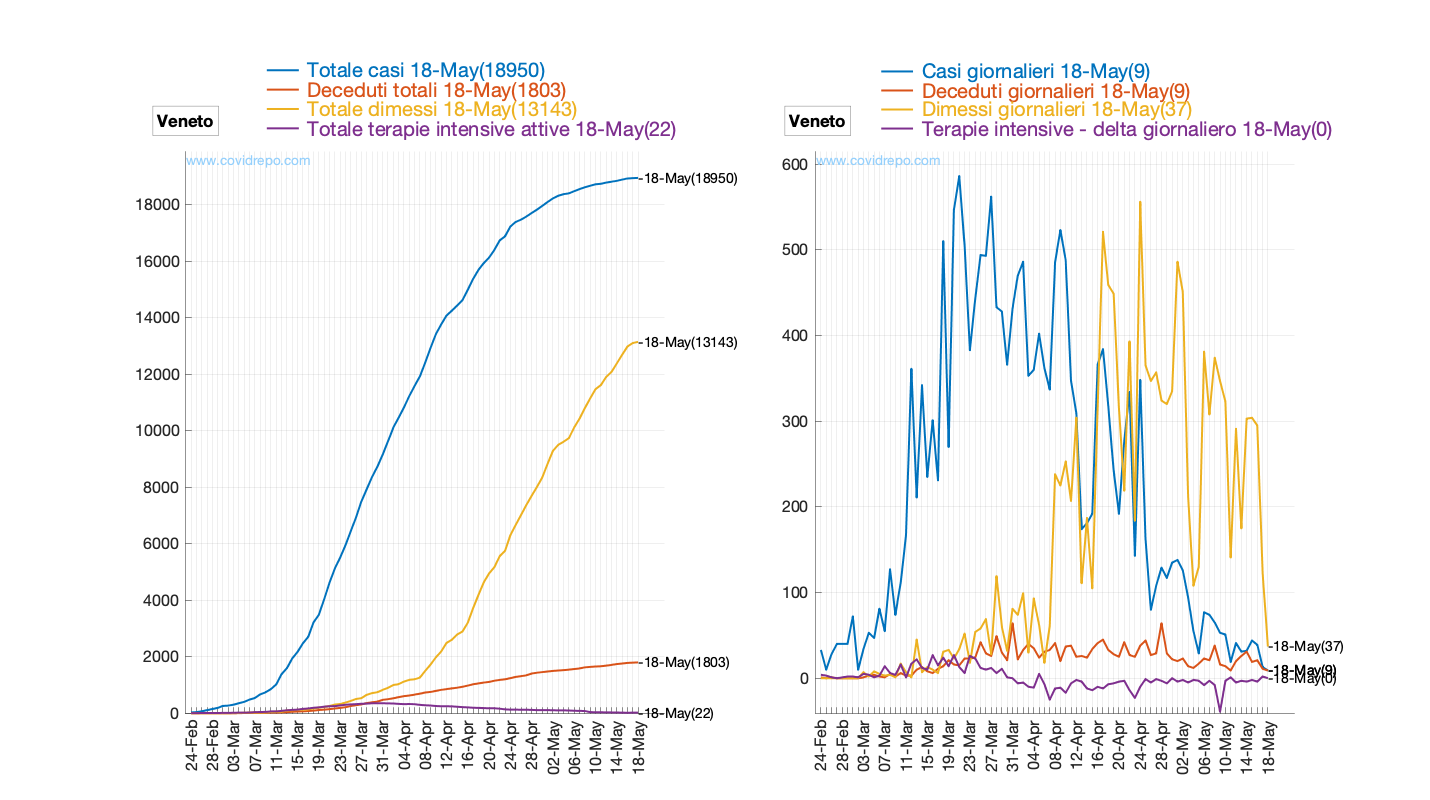 Totale casi 18-May(18950)
Deceduti totali 18-May(1803)
Totale dimessi 18-May(13143)
Totale terapie intensive attive 18-May(22)
Veneto
www.covidrepo.com
18000
16000
14000
12000
10000
8000
6000
4000
2000
0
18-May(18950)
18-May(13143)
18-May(1803)
18-May(22)
24-Feb
28-Feb
03-Mar
07-Mar
11-Mar
15-Mar
19-Mar
23-Mar
27-Mar
31-Mar
04-Apr
08-Apr
12-Apr
16-Apr
20-Apr
24-Apr
28-Apr
02-May
06-May
10-May
14-May
18-May
Casi giornalieri 18-May(9)
Deceduti giornalieri 18-May(9)
Dimessi giornalieri 18-May(37)
Terapie intensive - delta giornaliero 18-May(0)
Veneto
www.covidrepo.com
600
500
400
300
200
100
0
18-May(37)
18-May(9)
18-May(0)
24-Feb
28-Feb
03-Mar
07-Mar
11-Mar
15-Mar
19-Mar
23-Mar
27-Mar
31-Mar
04-Apr
08-Apr
12-Apr
16-Apr
20-Apr
24-Apr
28-Apr
02-May
06-May
10-May
14-May
18-May